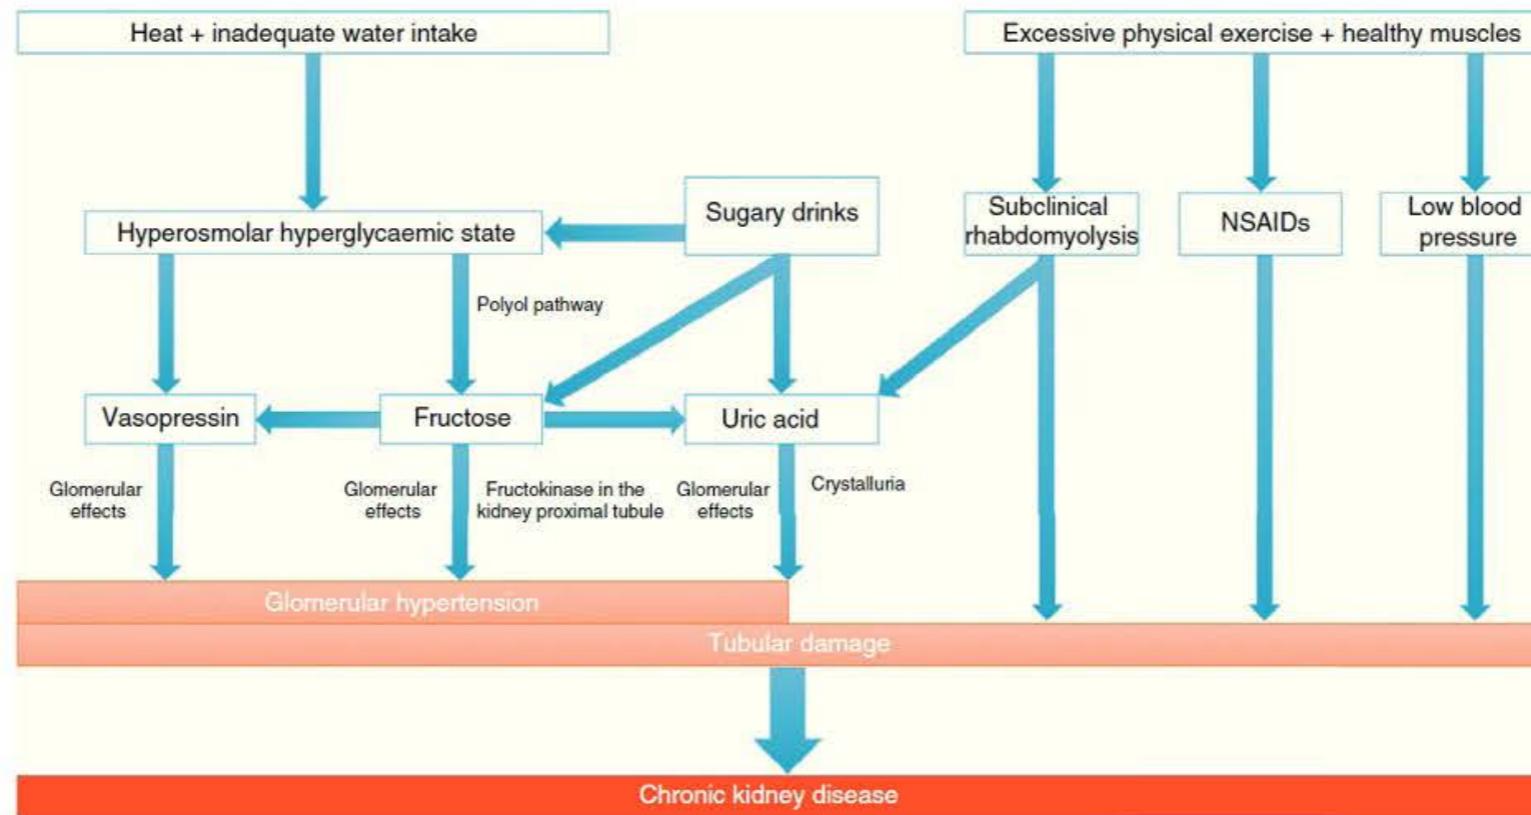 Heat + inadequate water intake
Excessive physical exercise + healthy muscles
Sugary drinks
Subclinical
rhabdomyolysis
NSAIDs
Low blood
pressure
Hyperosmolar hyperglycaemic state
Polyol pathway
Vasopressin
Fructose
Uric acid
Glomerular
effects
Glomerular
effects
Fructokinase in the
kidney proximal tubule
Glomerular
effects
Crystalluria
Glomerular hypertension
Tubular damage
Chronic kidney disease